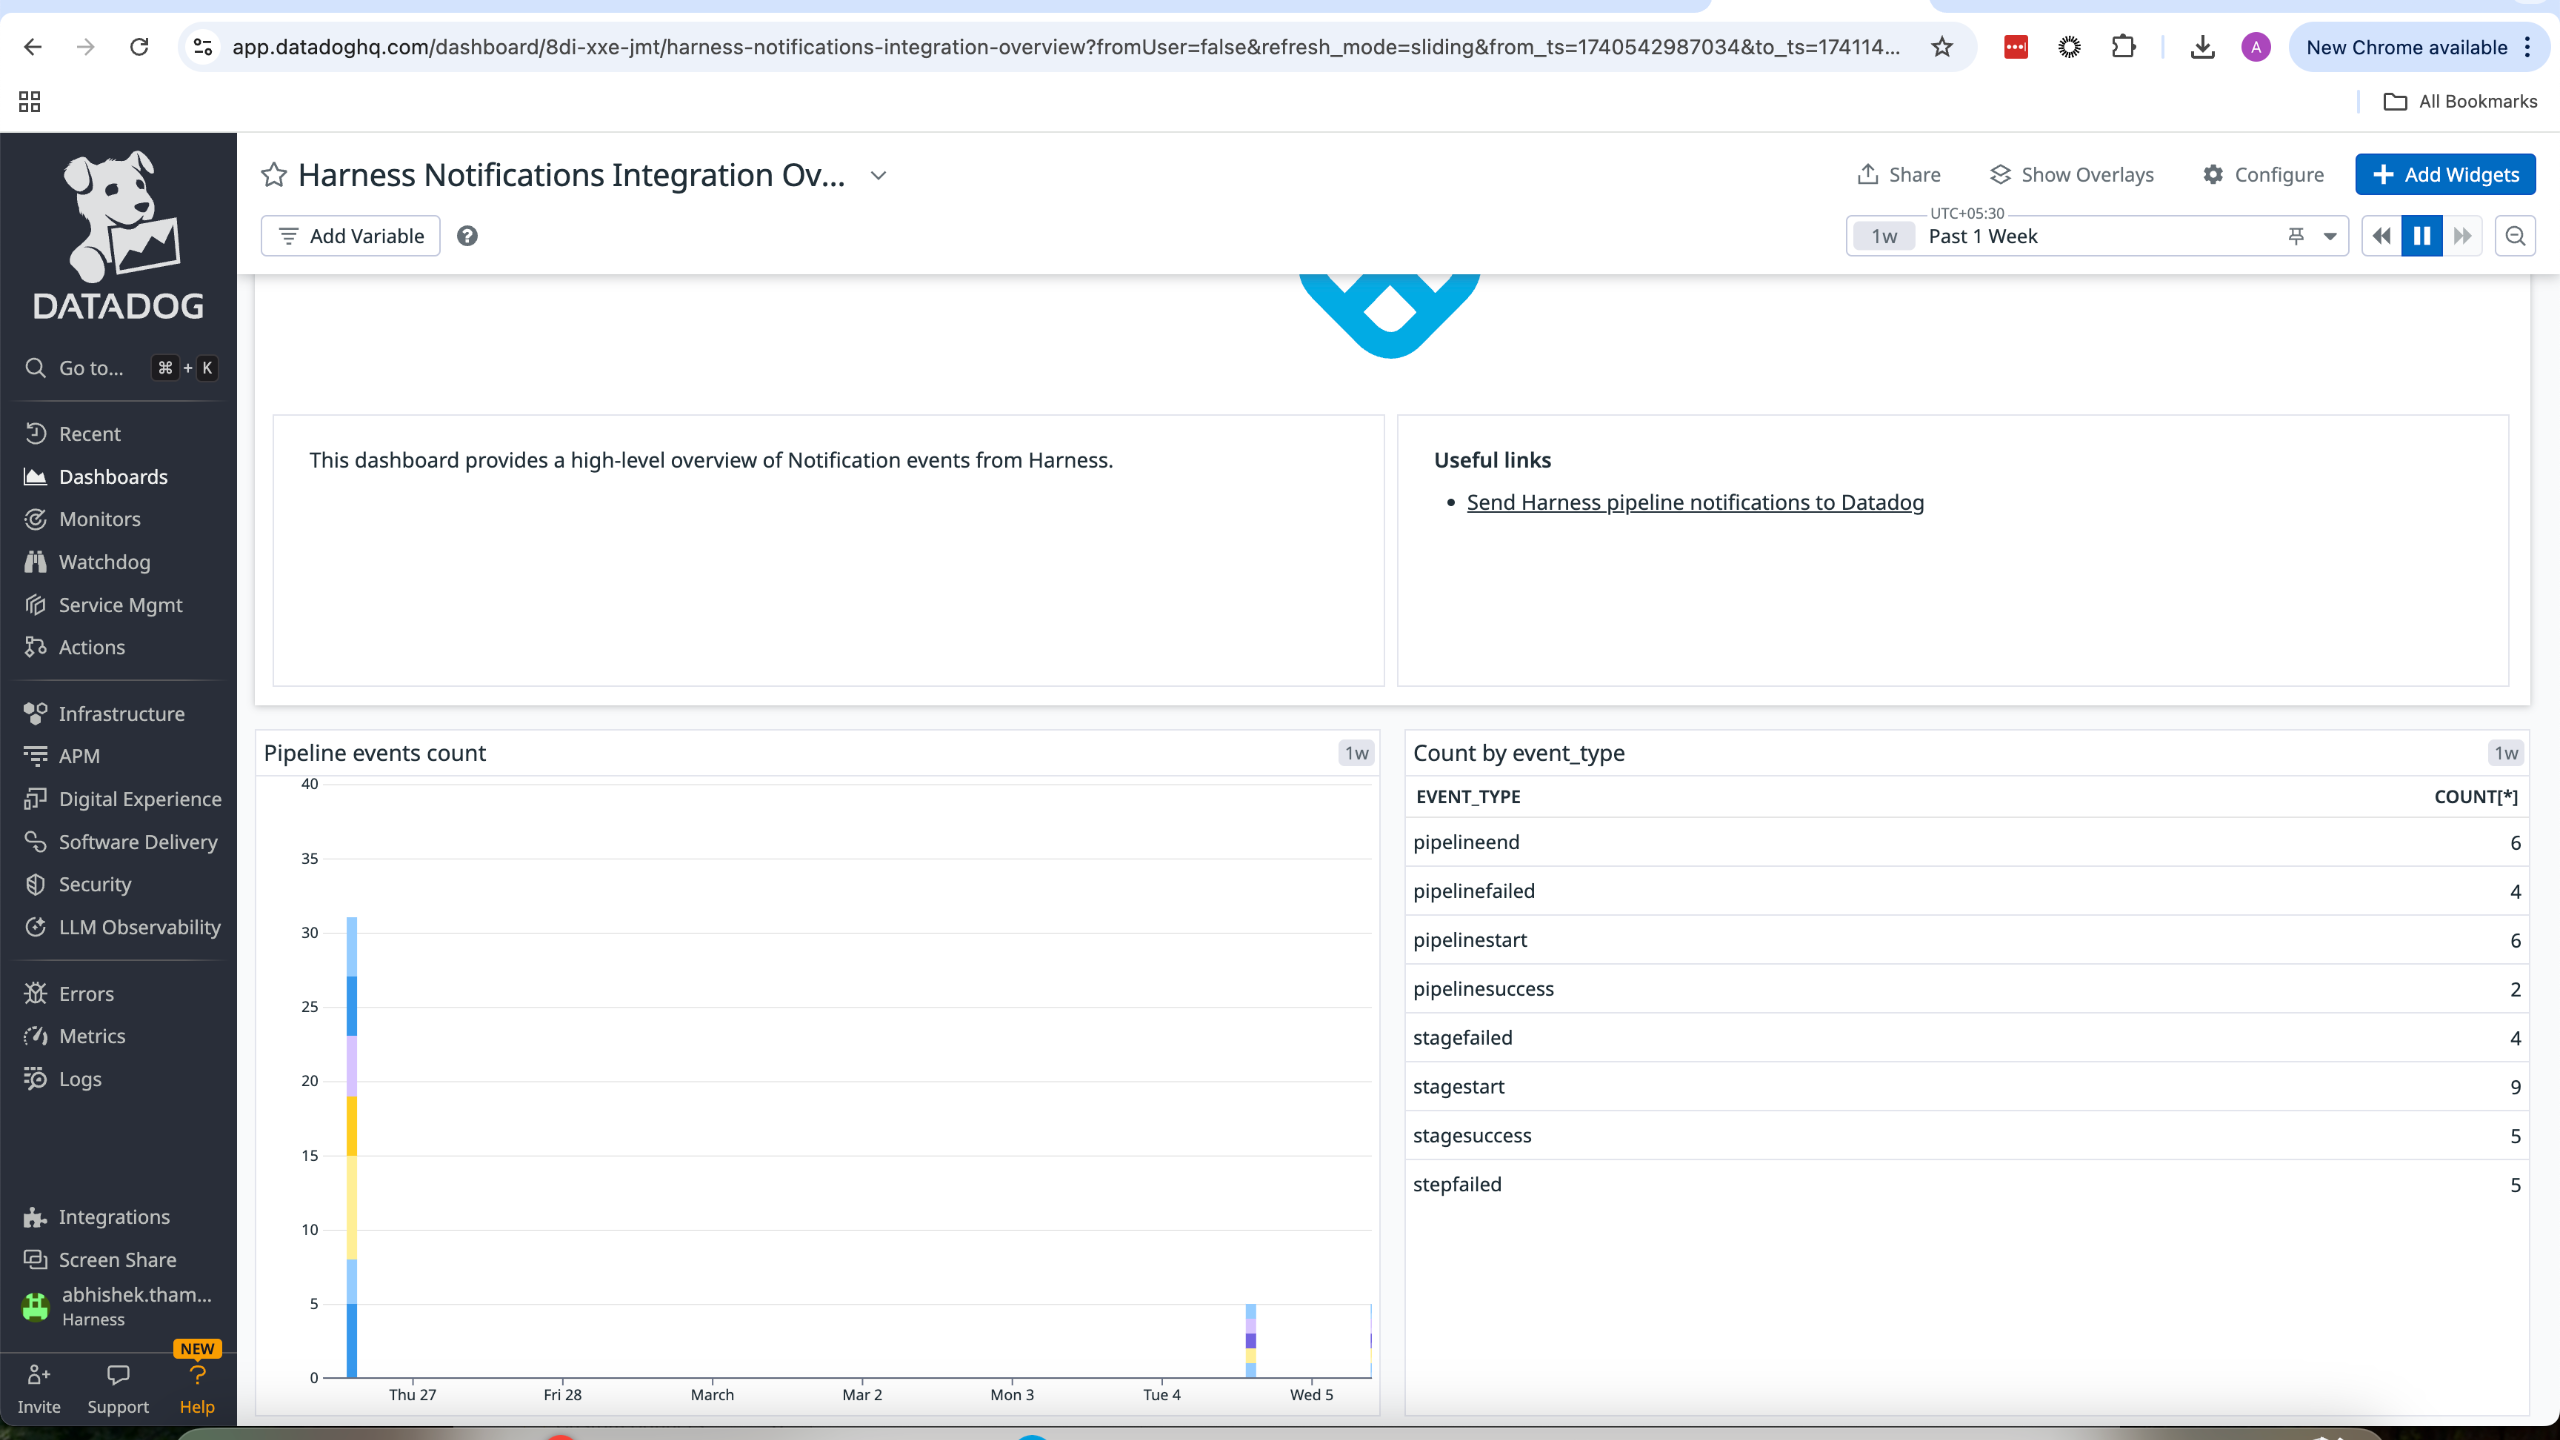 app.datadoghq.com/dashboard/8di-xxe-jmt/harness-notifications-integration-overview?fromUser=false&refresh_mode=sliding&from_ts=1740542987034&to_ts=174114...
A
New Chrome available
All Bookmarks
DATADOG
Go to...
⌘ + K
Recent
Dashboards
Monitors
Watchdog
Service Mgmt
Actions
Infrastructure
APM
Digital Experience
Software Delivery
Security
LLM Observability
Errors
Metrics
Logs
Integrations
Screen Share
abhishek.tham...
Harness
NEW
Invite
Support
Help
Harness Notifications Integration Ov...
Share
Show Overlays
Configure
+ Add Widgets
Add Variable
UTC+05:30
1w Past 1 Week
This dashboard provides a high-level overview of Notification events from Harness.
Useful links
• Send Harness pipeline notifications to Datadog
Pipeline events count
1w
40
35
30
25
20
15
10
5
0
Thu 27 Fri 28 March Mar 2 Mon 3 Tue 4 Wed 5
Count by event_type
1w
EVENT_TYPE COUNT[*]
pipelineend 6
pipelinefailed 4
pipelinestart 6
pipelinesuccess 2
stagefailed 4
stagestart 9
stagesuccess 5
stepfailed 5